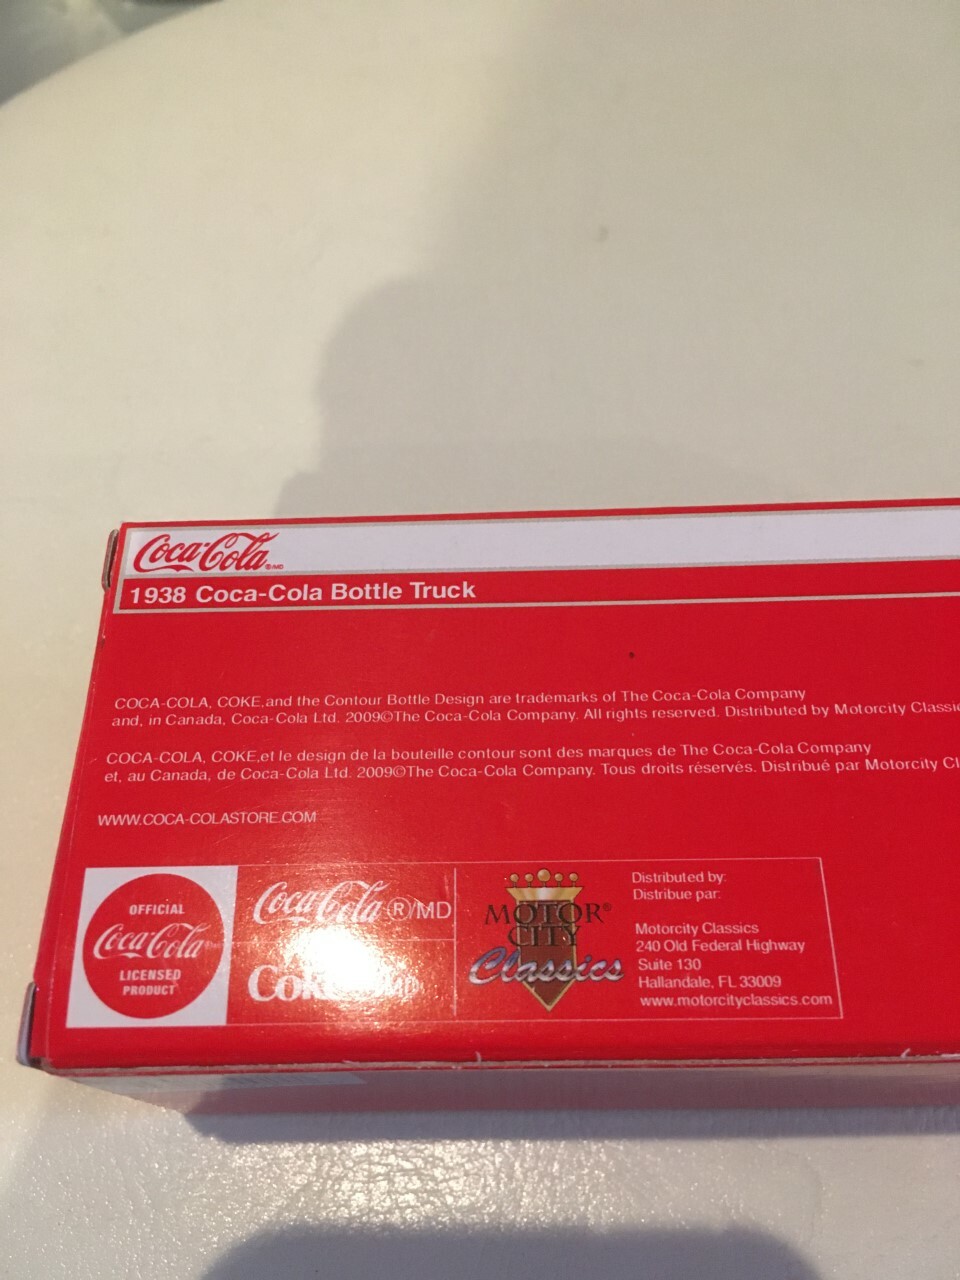 Coca-Cola ®/MD
1938 Coca-Cola Bottle Truck
COCA-COLA, COKE,and the Contour Bottle Design are trademarks of The Coca-Cola Company
and, in Canada, Coca-Cola Ltd. 2009©The Coca-Cola Company. All rights reserved. Distributed by Motorcity
COCA-COLA, COKE,et le design de la bouteille contour sont des marques de The Coca-Cola Company
et, au Canada, de Coca-Cola Ltd. 2009©The Coca-Cola Company. Tous droits réservés. Distribué par Motorcity
WWW.COCA-COLASTORE.COM
OFFICIAL
Coca-Cola
LICENSED
PRODUCT
Coca-Cola ®/MD
Coke
MOTOR®
CITY
Classics
Distributed by:
Distribue par:
Motorcity Classics
240 Old Federal Highway
Suite 130
Hallandale, FL 33009
www.motorcityclassics.com